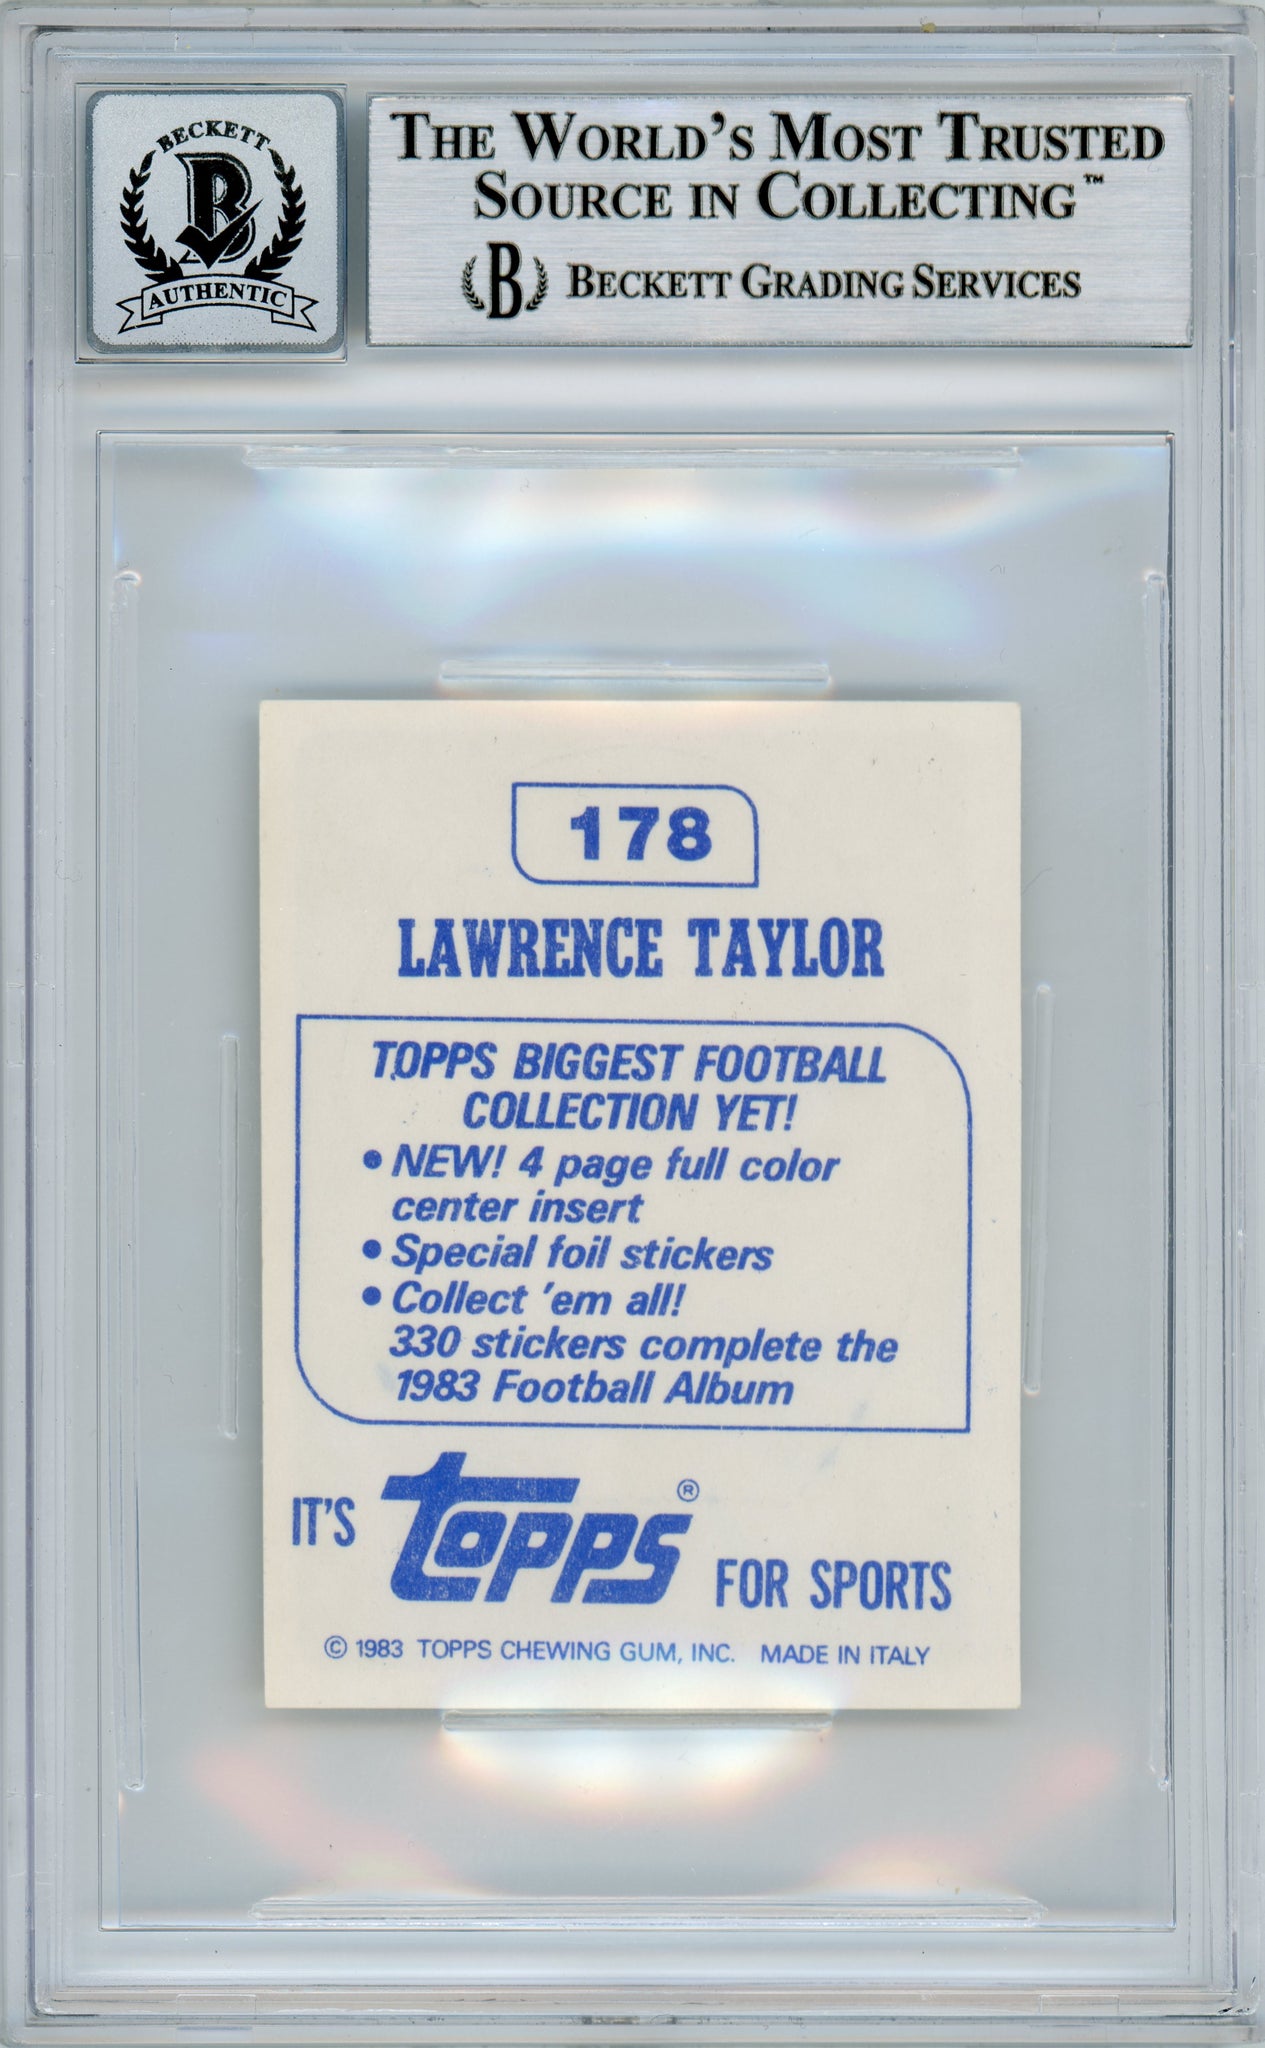 BECKETT
B
AUTHENTIC
THE WORLD'S MOST TRUSTED
SOURCE IN COLLECTING™
B BECKETT GRADING SERVICES
178
LAWRENCE TAYLOR
TOPPS BIGGEST FOOTBALL
COLLECTION YET!
• NEW! 4 page full color
center insert
• Special foil stickers
• Collect 'em all!
330 stickers complete the
1983 Football Album
IT'S topps® FOR SPORTS
© 1983 TOPPS CHEWING GUM, INC. MADE IN ITALY